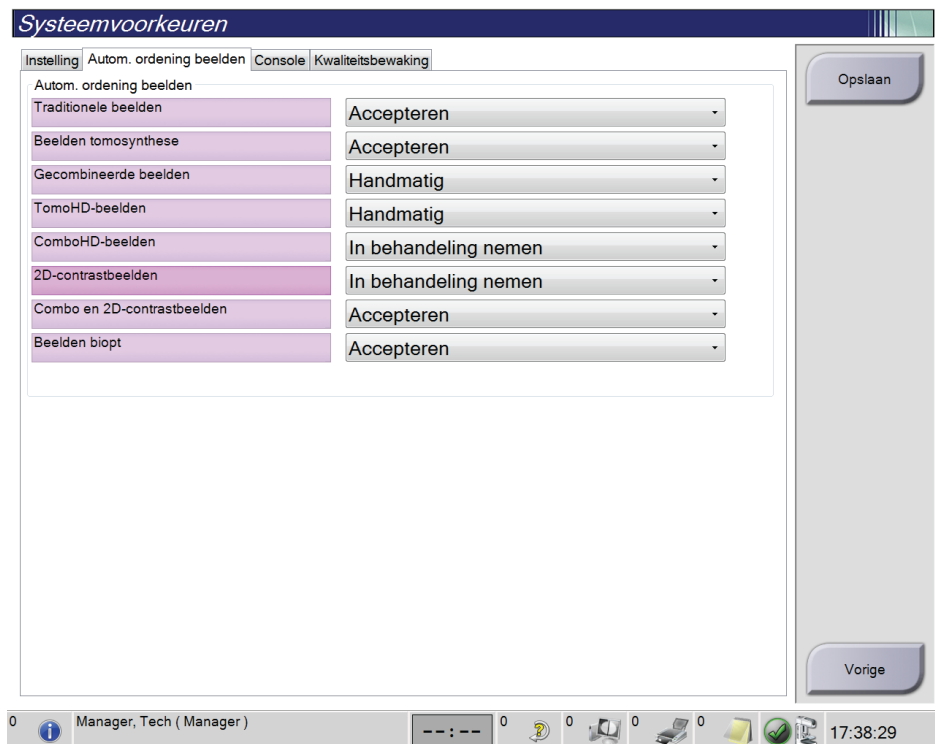 Systeemvoorkeuren
Instelling Autom. ordening beelden Console Kwaliteitsbewaking
Opslaan
Autom. ordening beelden
Traditionele beelden Accepteren
Beelden tomosynthese Accepteren
Gecombineerde beelden Handmatig
TomoHD-beelden Handmatig
ComboHD-beelden In behandeling nemen
2D-contrastbeelden In behandeling nemen
Combo en 2D-contrastbeelden Accepteren
Beelden biopt Accepteren
Vorige
0 Manager, Tech ( Manager ) --:-- 0 0 0 0 17:38:29